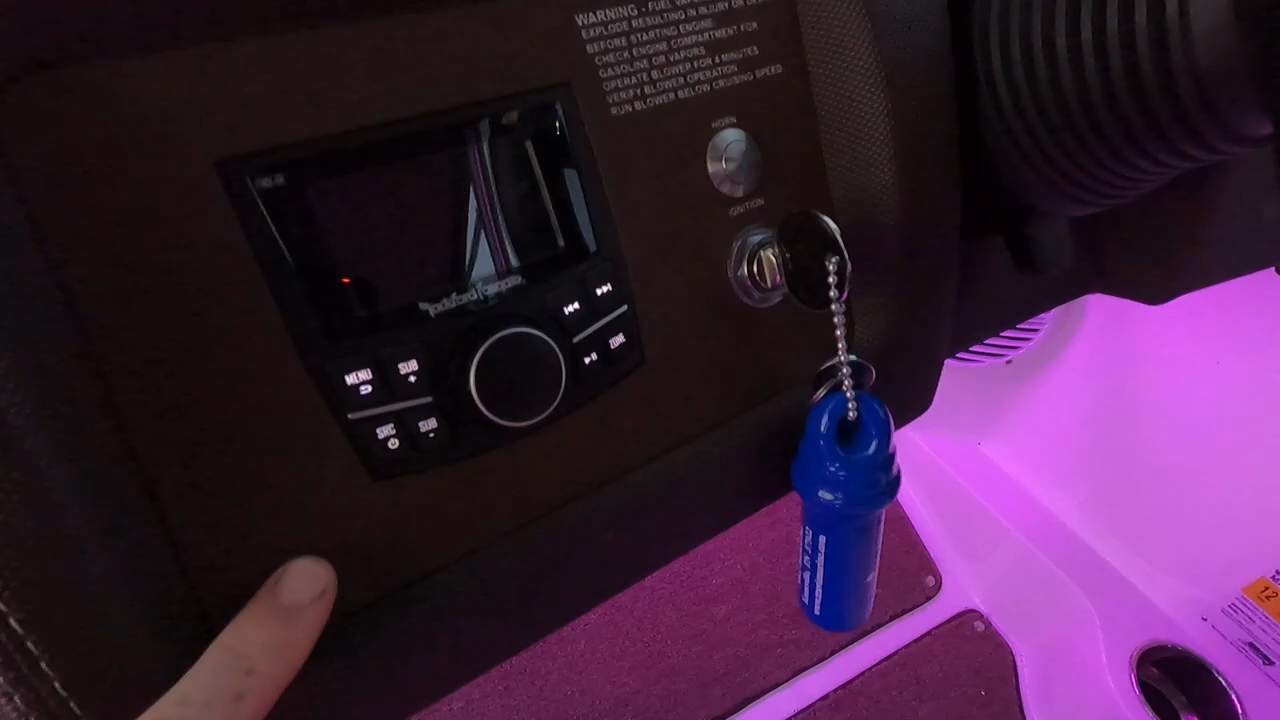 WARNING - FUEL
EXPLODE RESULTING IN INJURY OR
BEFORE STARTING ENGINE
CHECK ENGINE COMPARTMENT FOR
GASOLINE OR VAPORS
OPERATE BLOWER FOR 4 MINUTES
VERIFY BLOWER OPERATION
RUN BLOWER BELOW CRUISING SPEED
HORN
IGNITION
rockford fosgate
MENU
SUB
+
SRC
SUB
-
ZONE
12